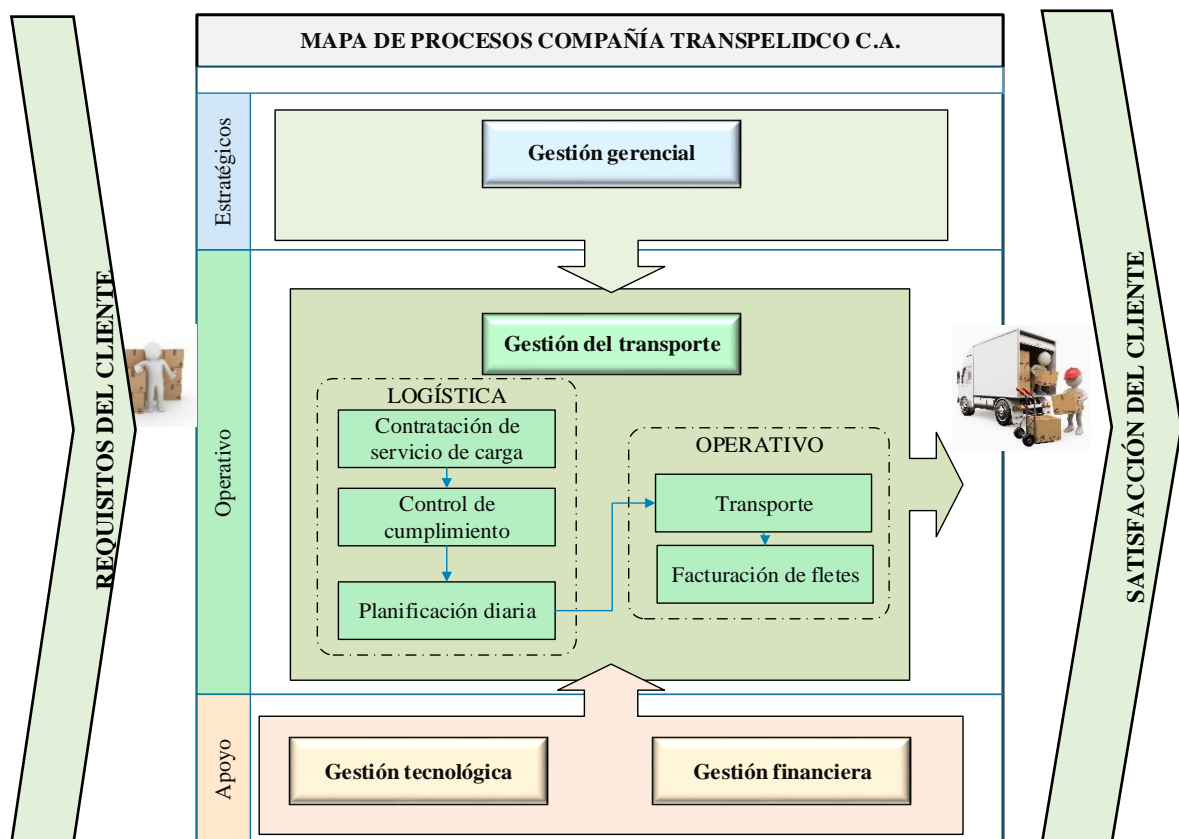 MAPA DE PROCESOS COMPAÑÍA TRANSPELIDCO C.A.
REQUISITOS DEL CLIENTE
Estratégicos
Gestión gerencial
Operativo
Gestión del transporte
LOGÍSTICA
Contratación de
servicio de carga
Control de
cumplimiento
Planificación diaria
OPERATIVO
Transporte
Facturación de fletes
Apoyo
Gestión tecnológica
Gestión financiera
SATISFACCIÓN DEL CLIENTE